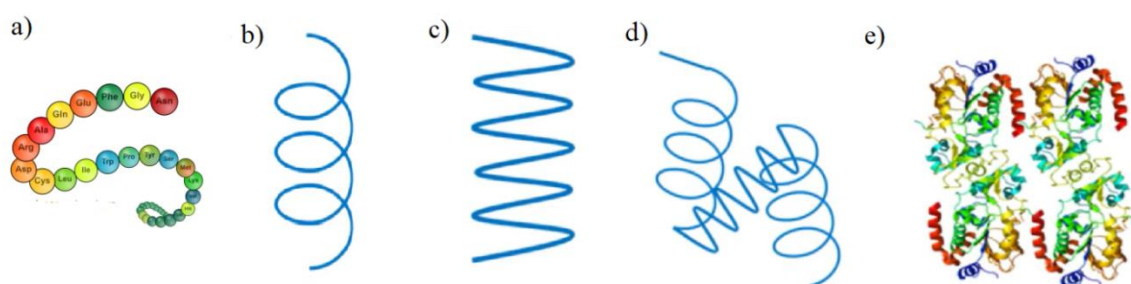 a)
b)
c)
d)
e)
Asn
Gly
Phe
Glu
Gln
Ala
Arg
Asp
Cys
Leu
Ile
Trp
Pro
Tyr
Ser
Met
Lys